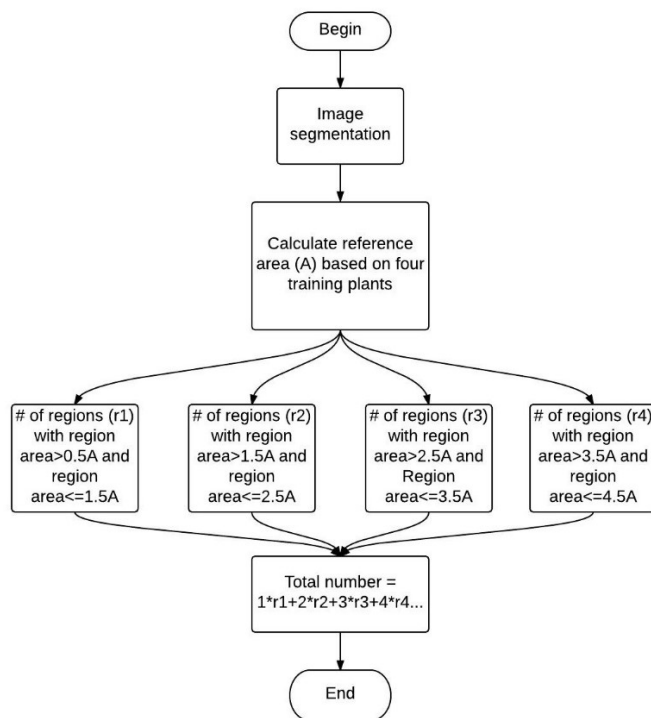 Begin
Image
segmentation
Calculate reference
area (A) based on four
training plants
# of regions (r1)
with region
area>0.5A and
region
area<=1.5A
# of regions (r2)
with region
area>1.5A and
region
area<=2.5A
# of regions (r3)
with region
area>2.5A and
Region
area<=3.5A
# of regions (r4)
with region
area>3.5A and
region
area<=4.5A
Total number =
1*r1+2*r2+3*r3+4*r4...
End